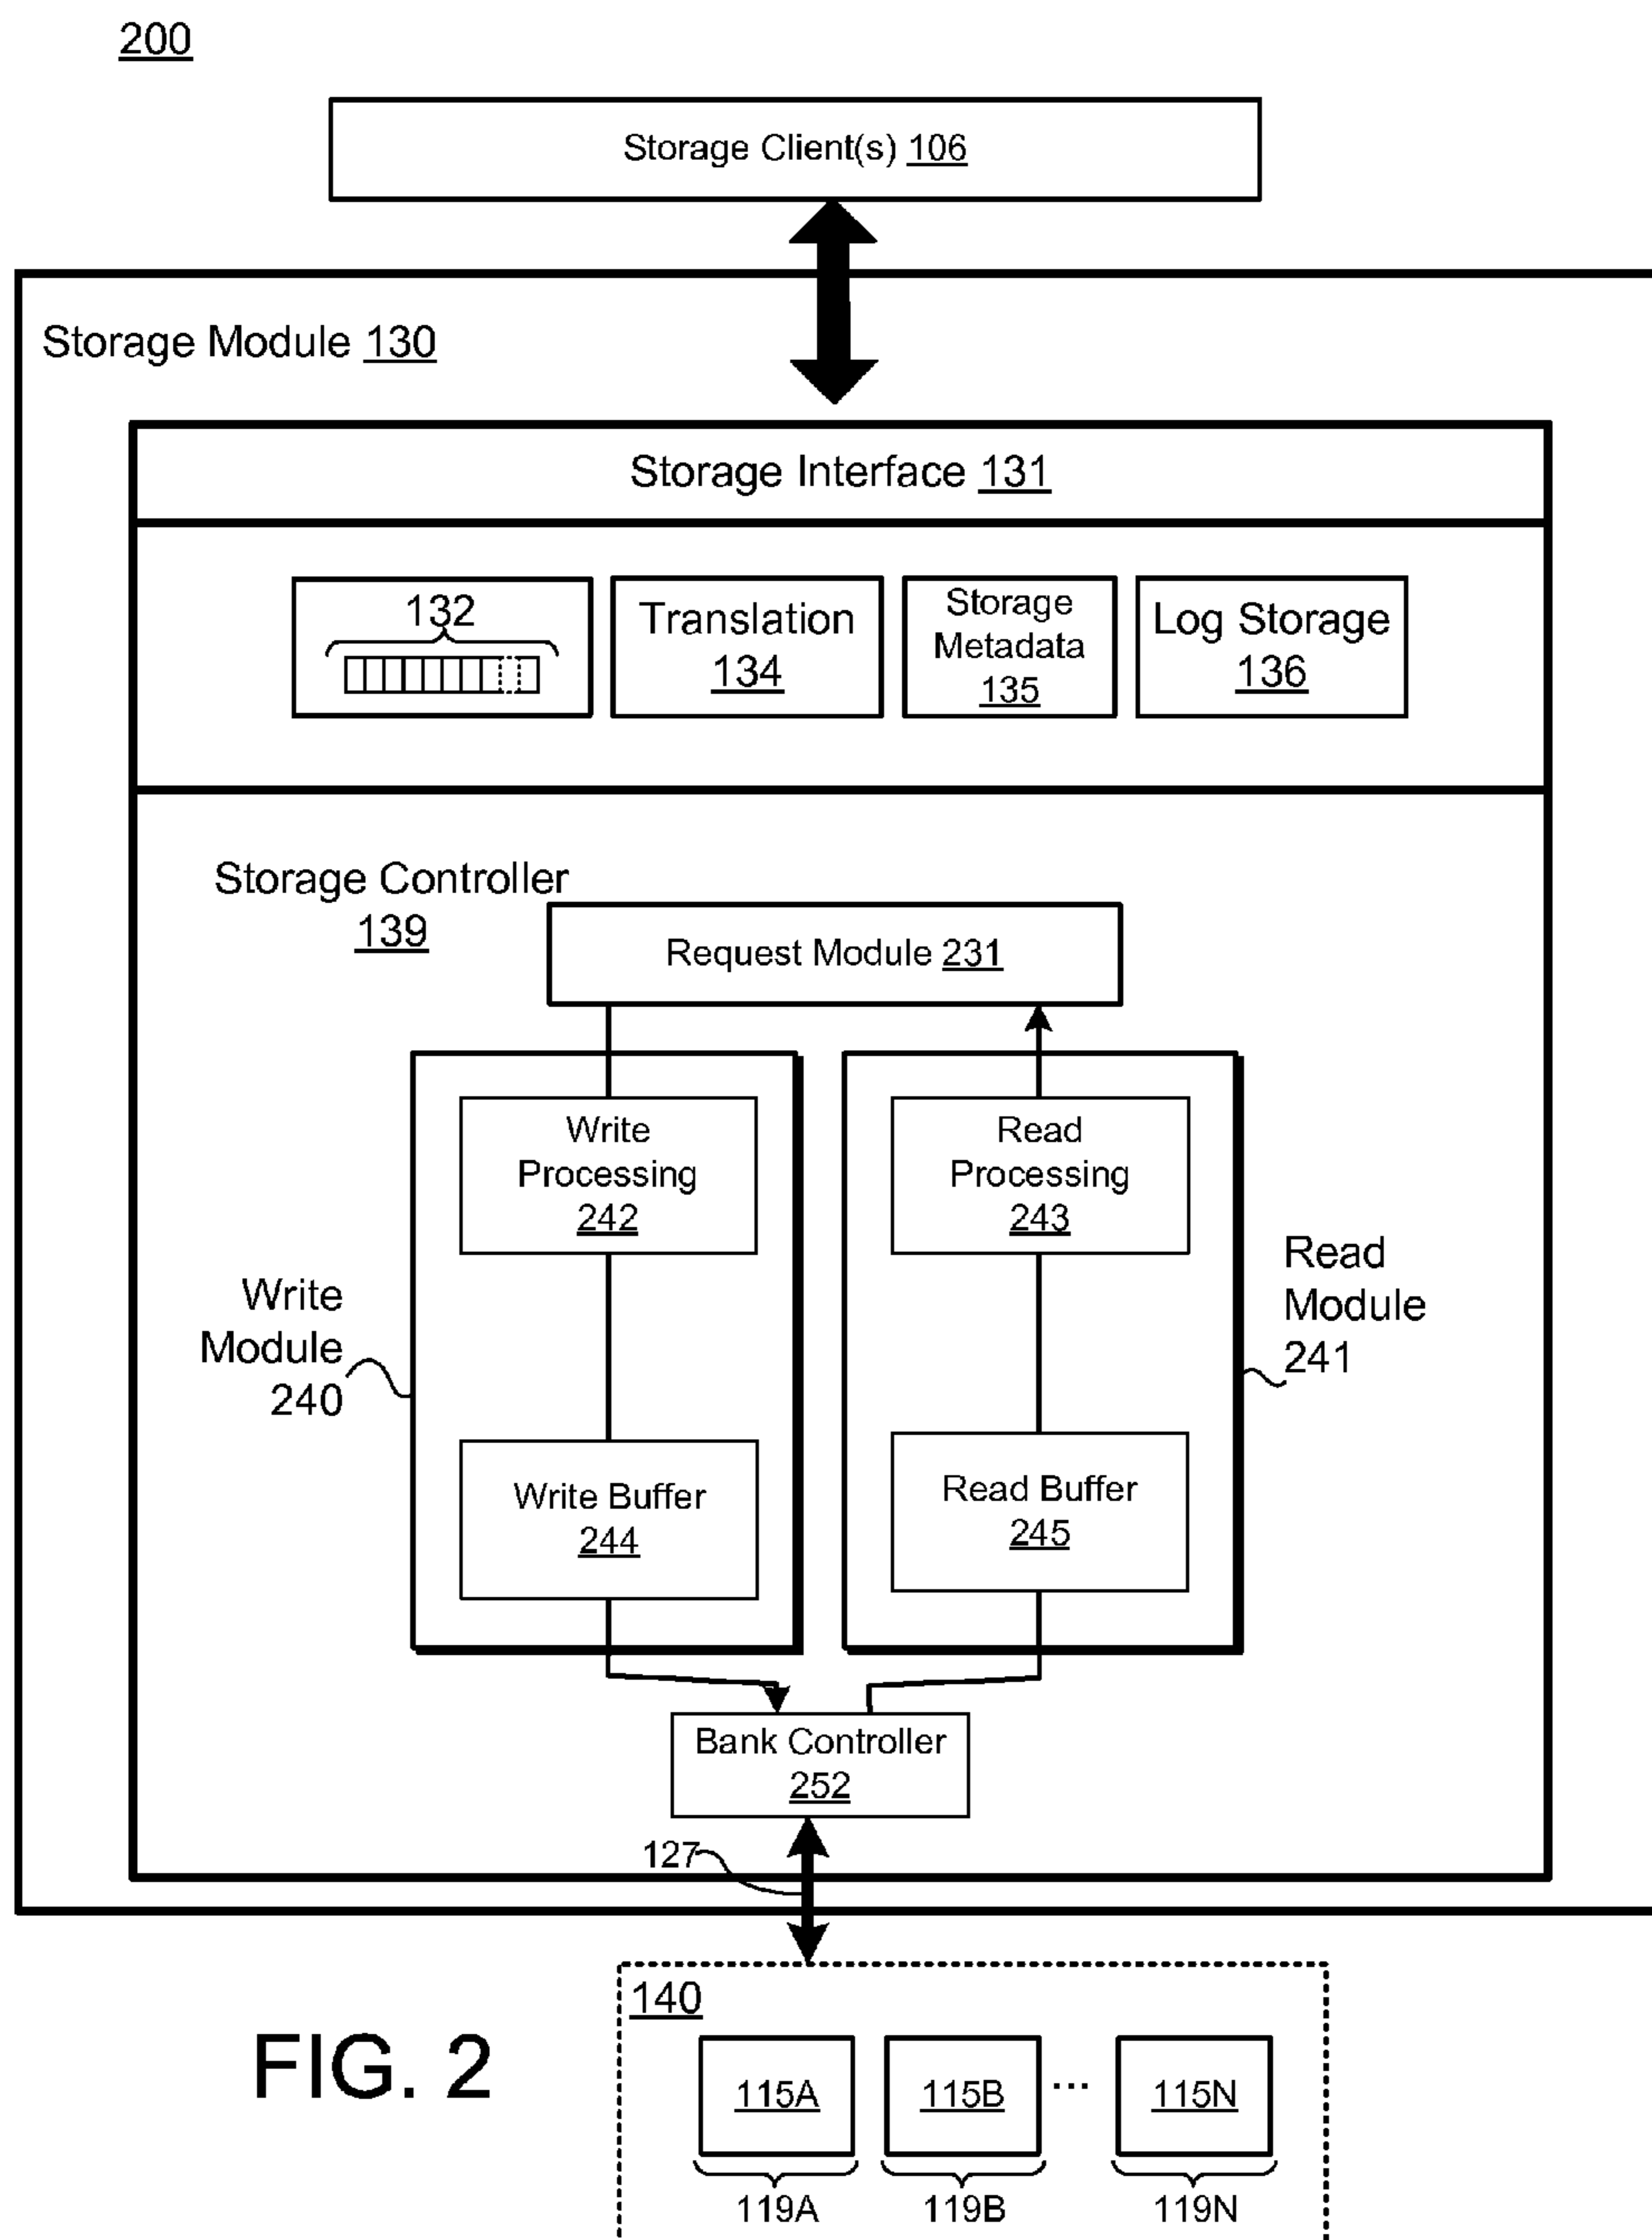 200
Storage Client(s) 106
Storage Module 130
Storage Interface 131
132
Translation
134
Storage
Metadata
135
Log Storage
136
Storage Controller
139
Request Module 231
Write
Processing
242
Read
Processing
243
Write
Module
240
Read
Module
241
Write Buffer
244
Read Buffer
245
Bank Controller
252
127
140
FIG. 2
115A
115B
...
115N
119A
119B
119N